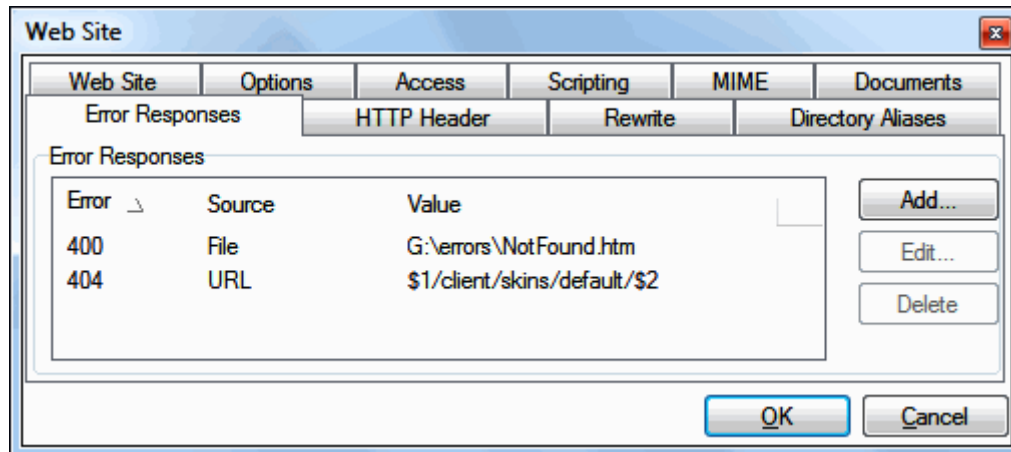 Web Site
Web Site Options Access Scripting MIME Documents
Error Responses HTTP Header Rewrite Directory Aliases
Error Responses
Error Source Value
Add...
400 File G:\errors\NotFound.htm
Edit...
404 URL $1/client/skins/default/$2
Delete
OK Cancel